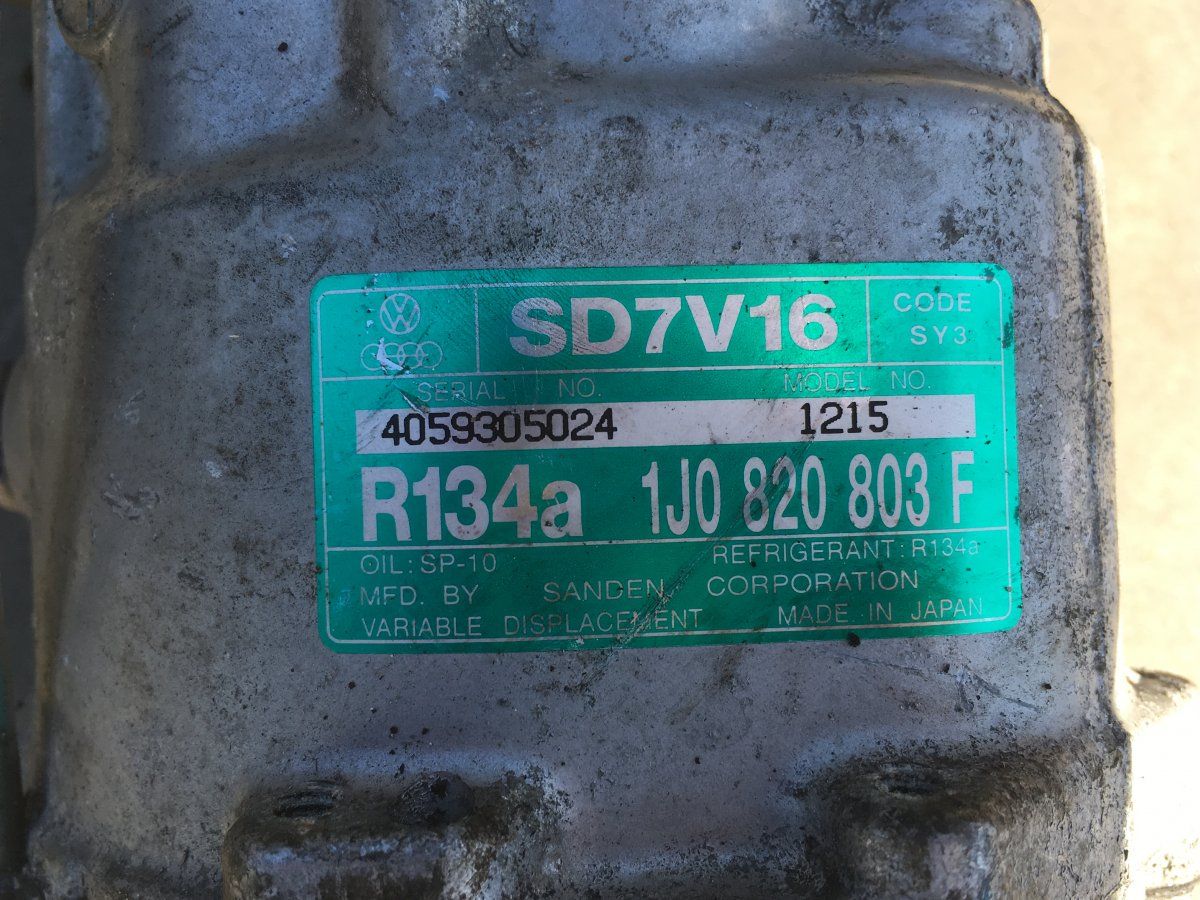 SD7V16
CODE
SY3
SERIAL NO. MODEL NO.
4059305024 1215
R134a 1J0 820 803 F
OIL: SP-10 REFRIGERANT: R134a
MFD. BY SANDEN CORPORATION
VARIABLE DISPLACEMENT MADE IN JAPAN